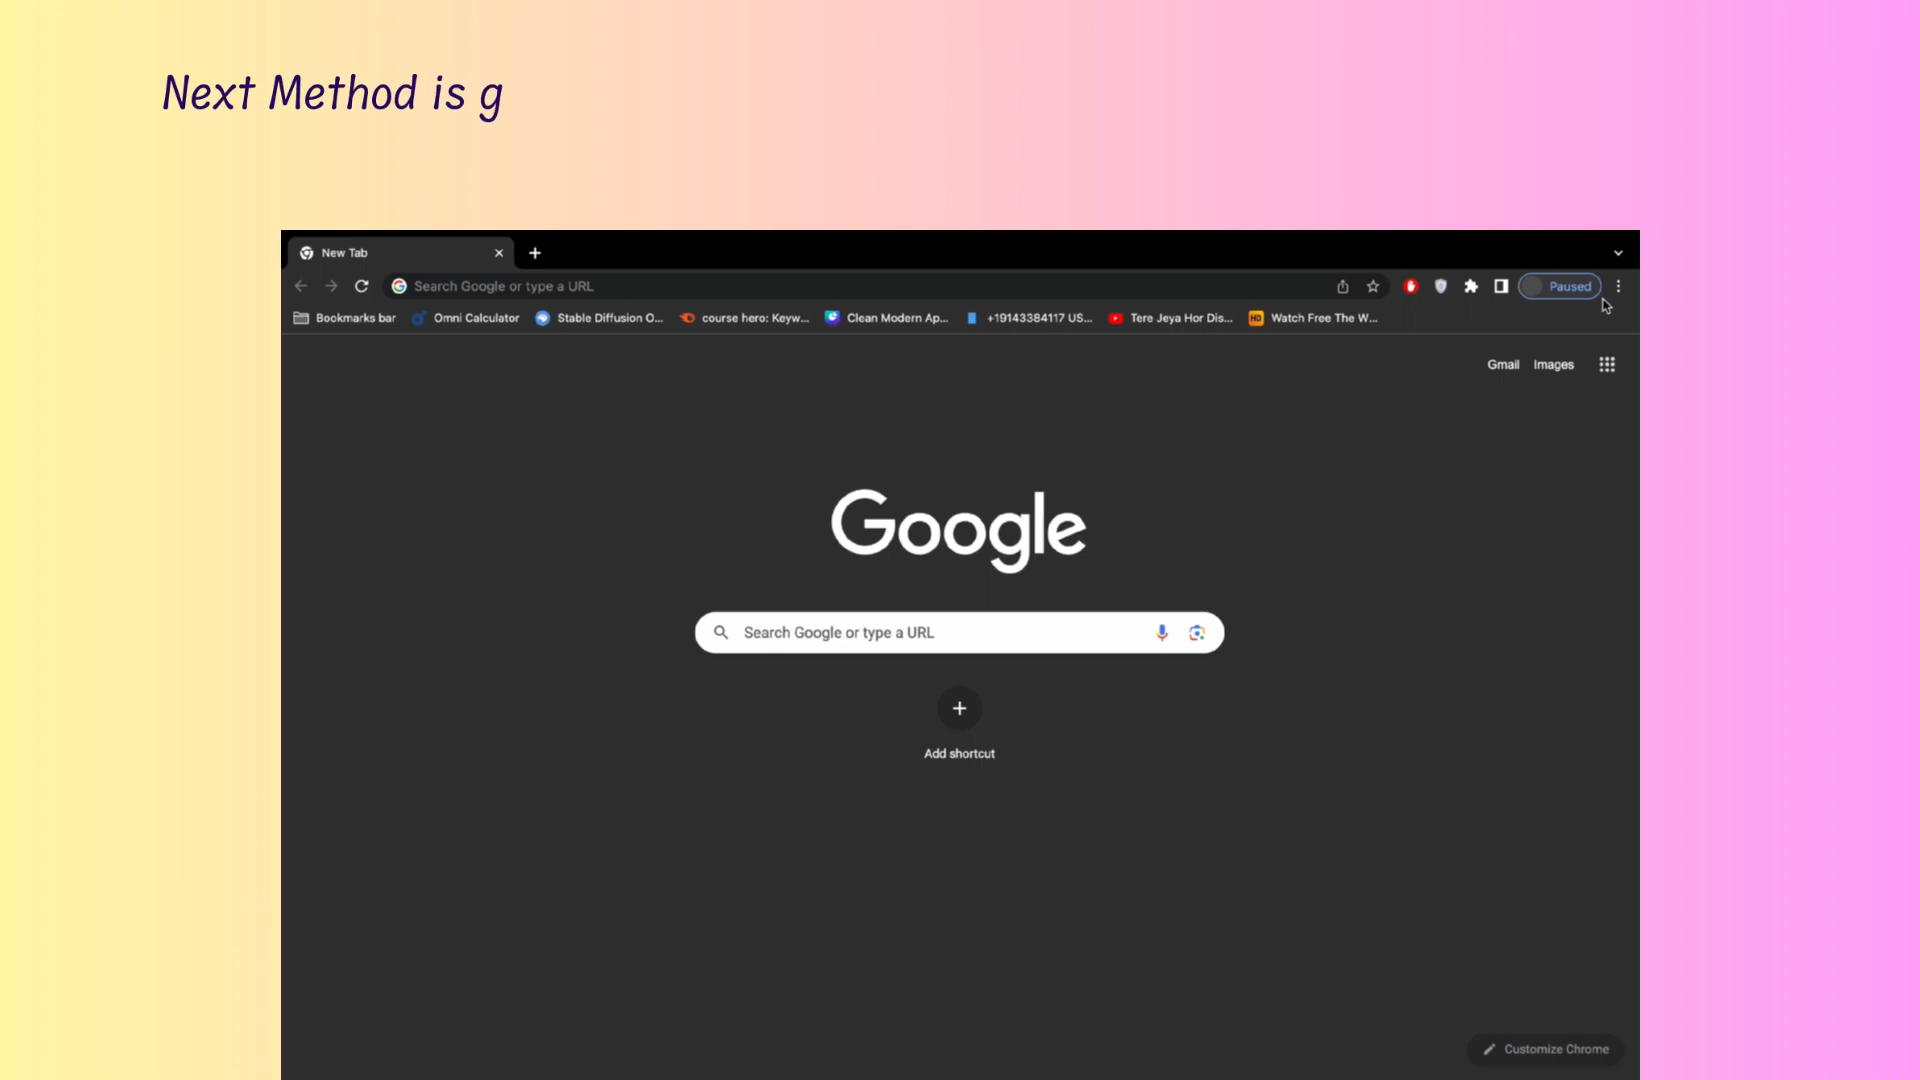 Next Method is g
New Tab
Search Google or type a URL
Paused
Bookmarks bar Omni Calculator Stable Diffusion O... course hero: Keyw... Clean Modern Ap... +19143384117 US... Tere Jeya Hor Dis... HD Watch Free The W...
Gmail Images
Google
Search Google or type a URL
Add shortcut
Customize Chrome